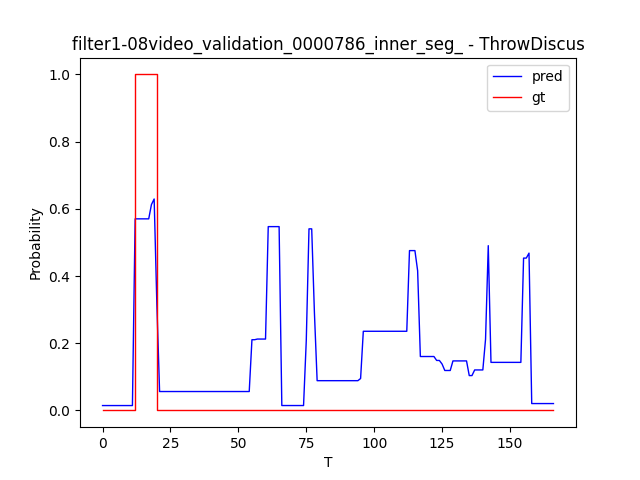 filter1-08video_validation_0000786_inner_seg_ - ThrowDiscus
pred
gt
1.0
0.8
0.6
0.4
0.2
0.0
Probability
0
25
50
75
100
125
150
T